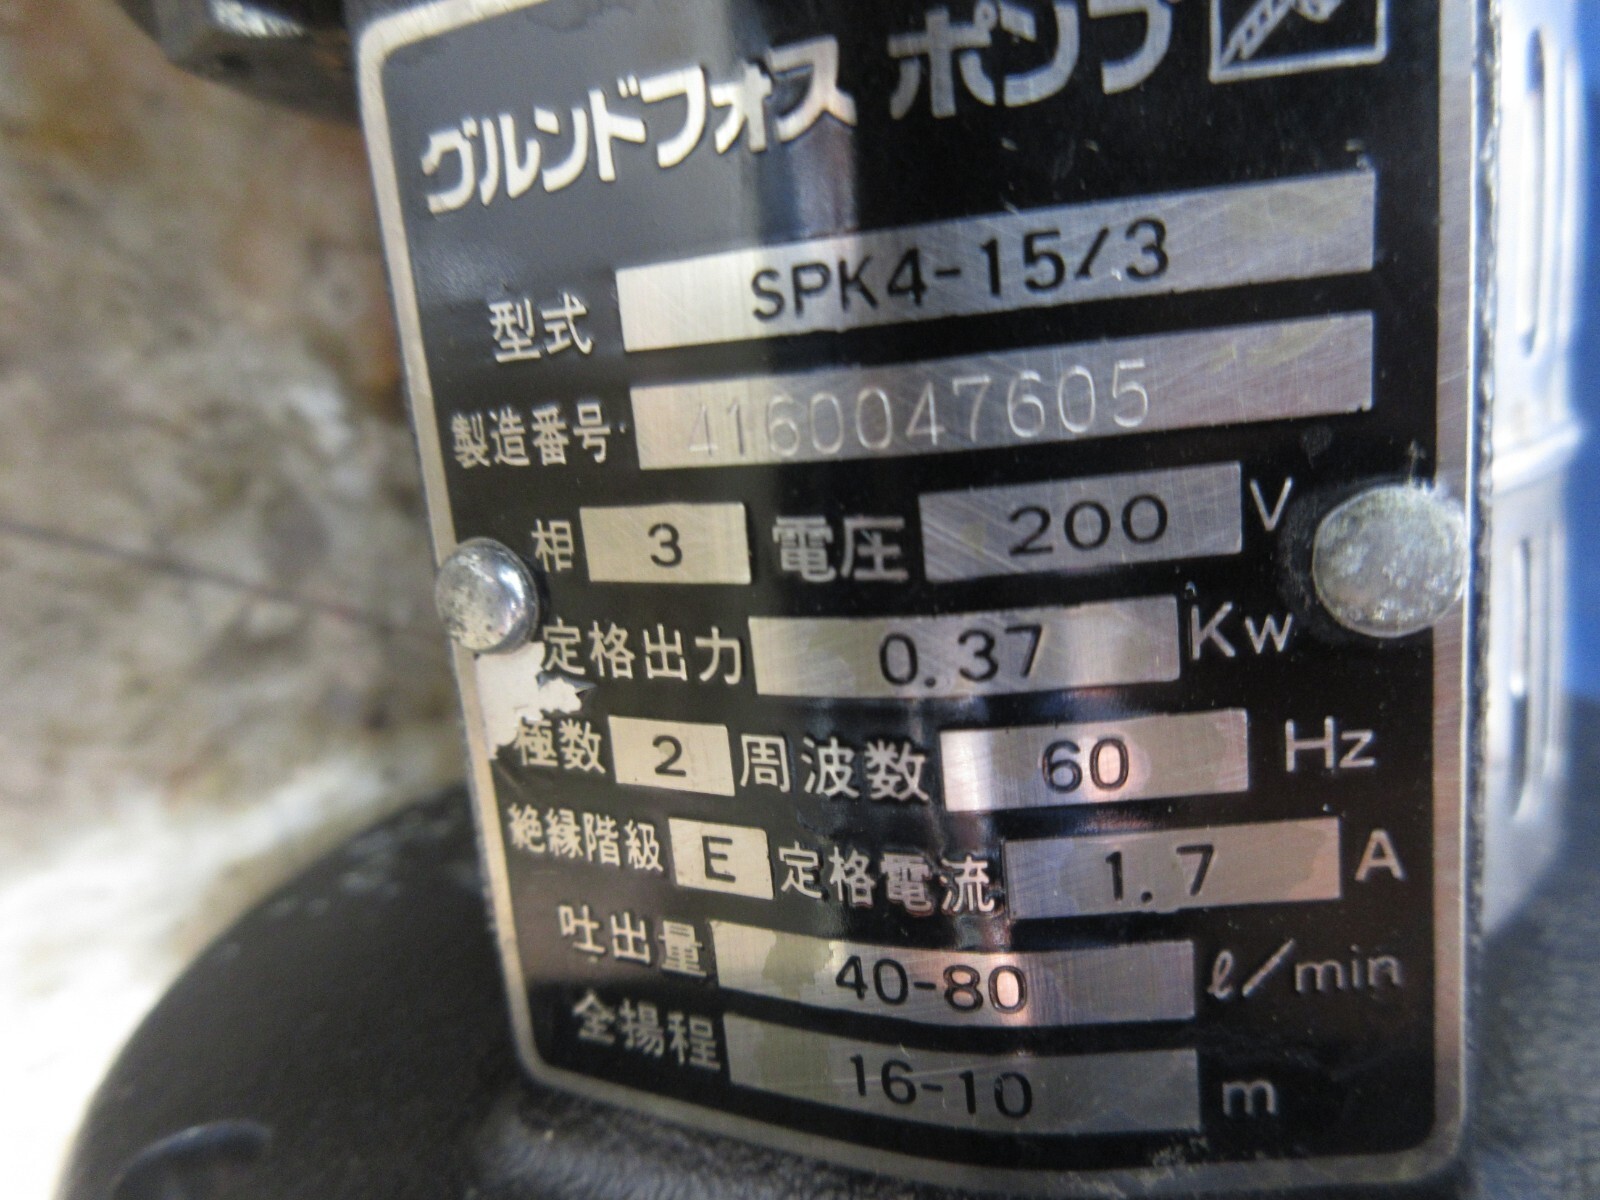 グルンドフォス ポンプ
型式 SPK4-15/3
製造番号 4160047605
相 3 電圧 200 V
定格出力 0.37 Kw
極数 2 周波数 60 Hz
絶縁階級 E 定格電流 1.7 A
吐出量 40-80 ℓ/min
全揚程 16-10 m